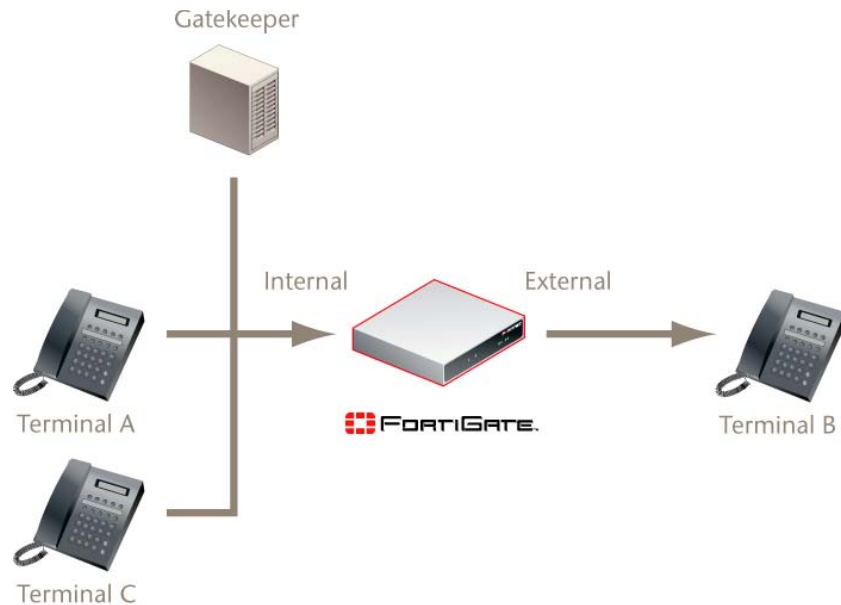 Gatekeeper
Internal
External
Terminal A
FORTIGATE
Terminal B
Terminal C